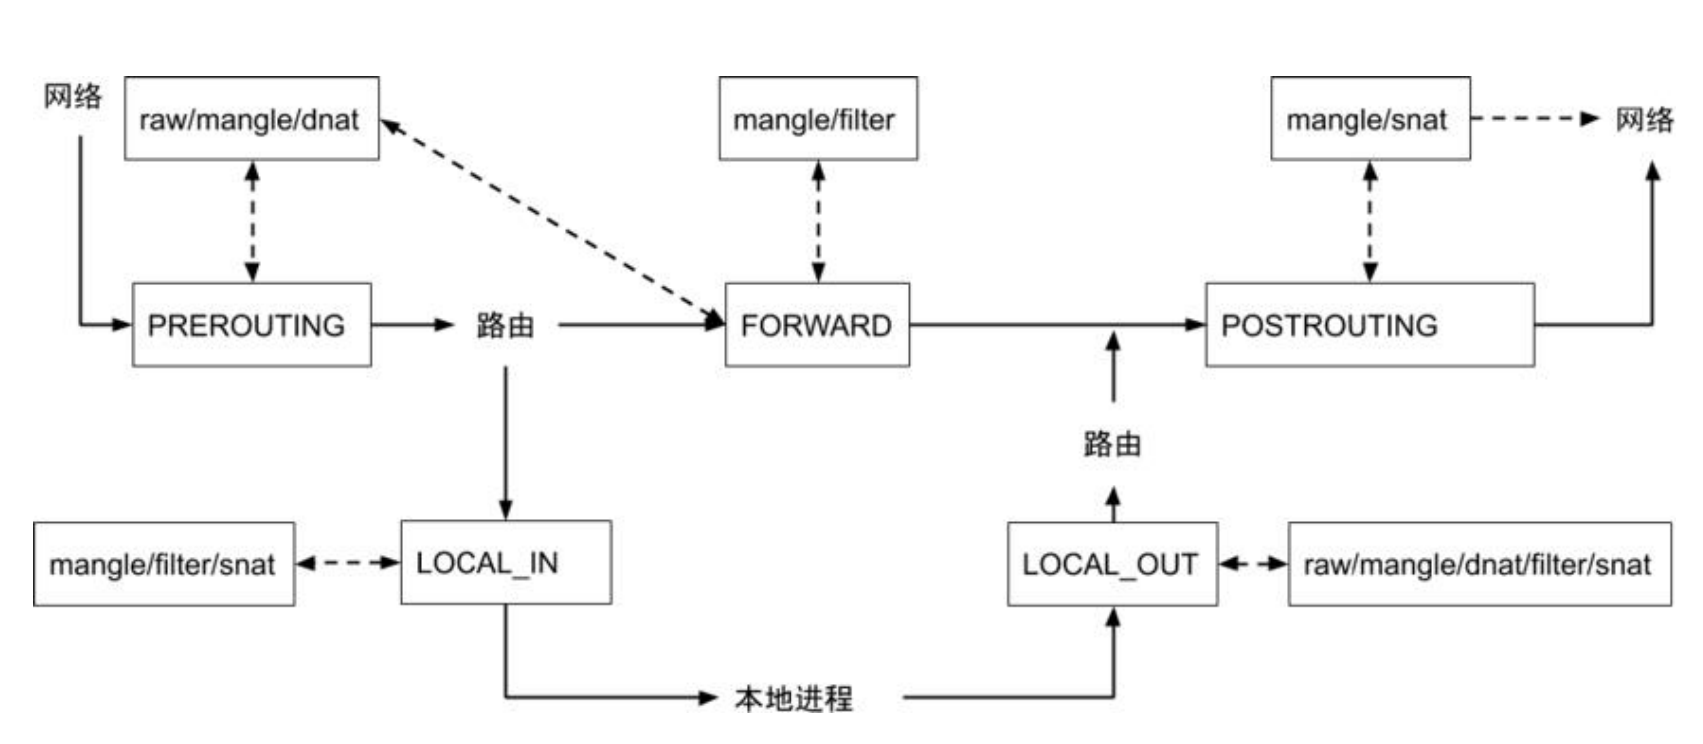 网络
raw/mangle/dnat
mangle/filter
mangle/snat
网络
PREROUTING
路由
FORWARD
POSTROUTING
路由
mangle/filter/snat
LOCAL_IN
LOCAL_OUT
raw/mangle/dnat/filter/snat
本地进程